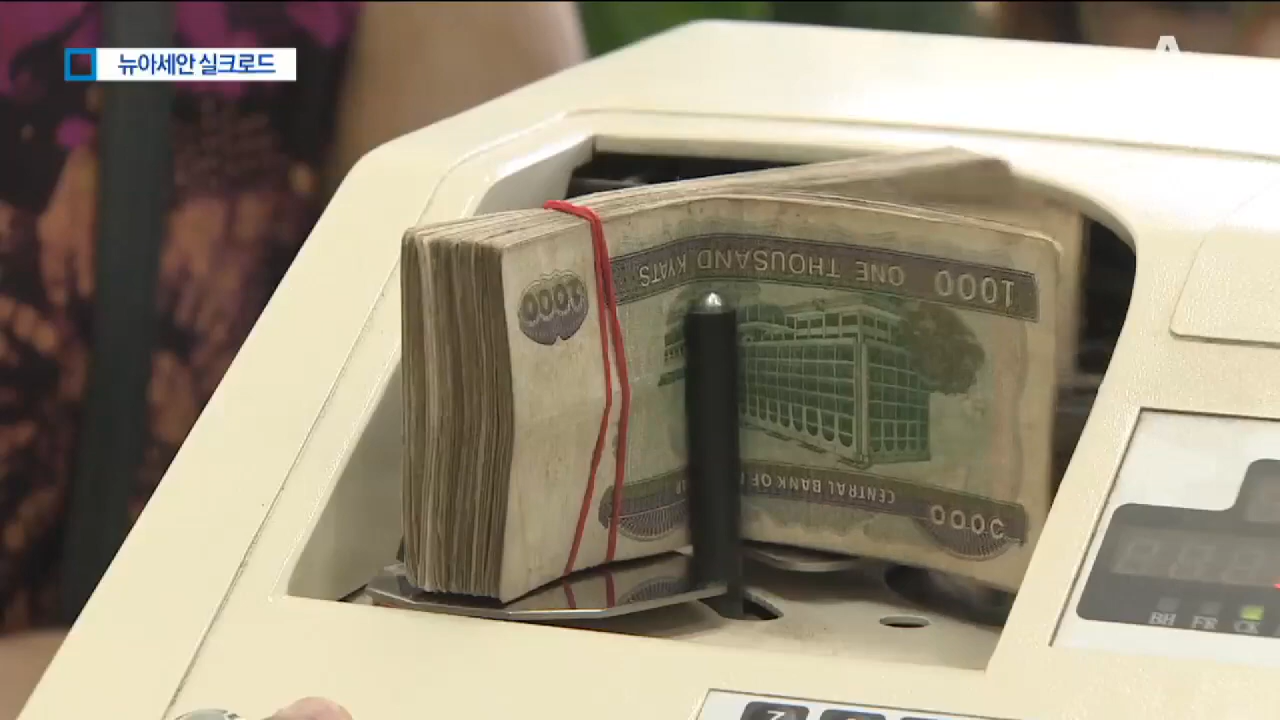 뉴아세안 실크로드
A
1000 ONE THOUSAND KYATS
1000
CENTRAL BANK OF
BH FR CK
7